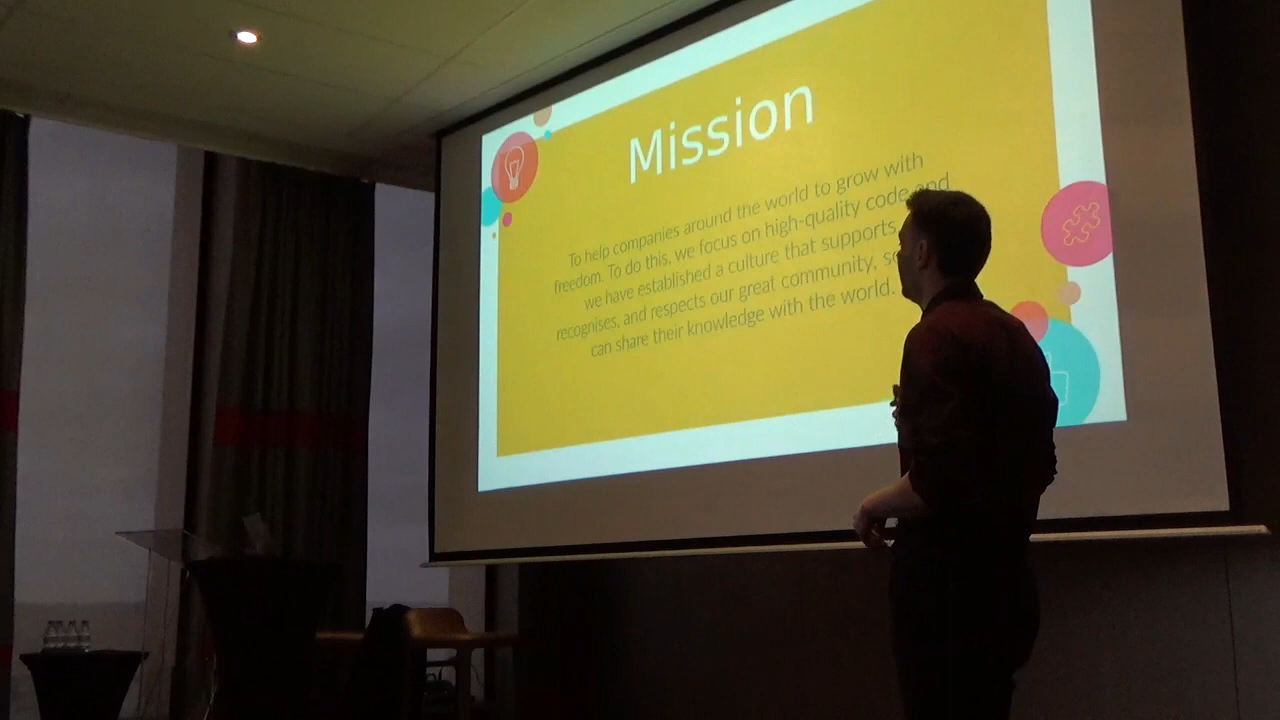 Mission
To help companies around the world to grow with
freedom. To do this, we focus on high-quality code and
we have established a culture that supports,
recognises, and respects our great community, so
can share their knowledge with the world.